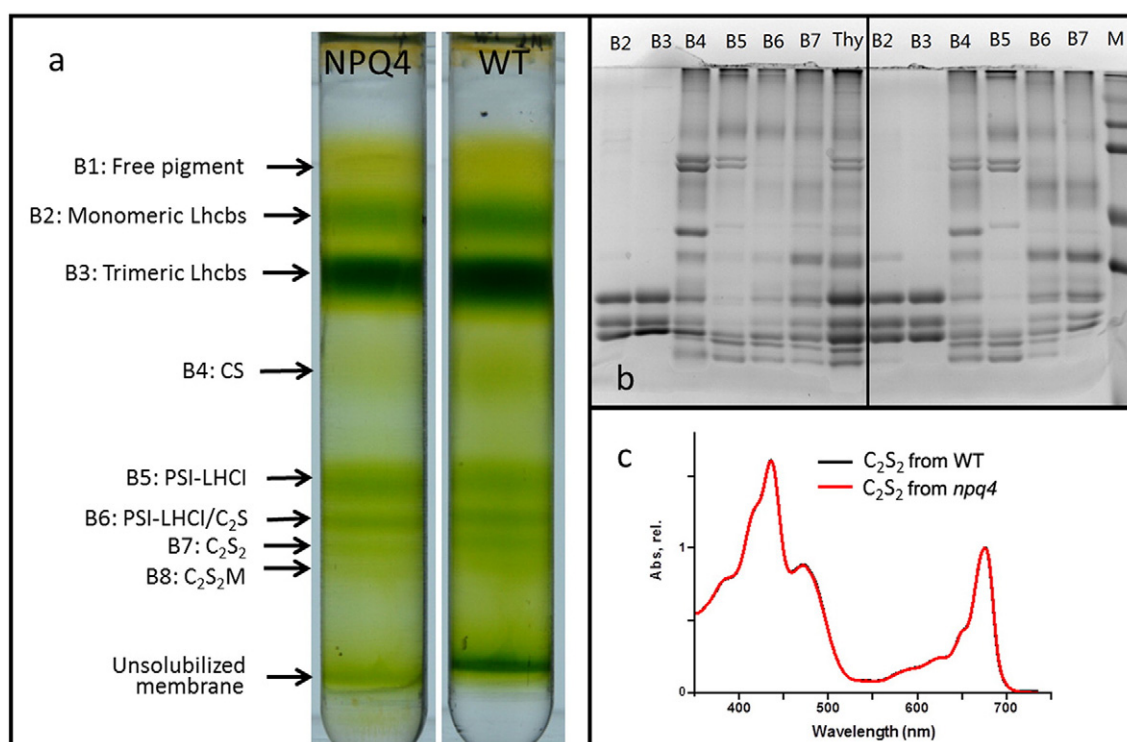 a
NPQ4 WT
B1: Free pigment
B2: Monomeric Lhcbs
B3: Trimeric Lhcbs
B4: CS
B5: PSI-LHCI
B6: PSI-LHCI/C₂S
B7: C₂S₂
B8: C₂S₂M
Unsolubilized
membrane
B2 B3 B4 B5 B6 B7 Thy B2 B3 B4 B5 B6 B7 M
b
c
C₂S₂ from WT
C₂S₂ from npq4
Abs, rel.
1
0
400 500 600 700
Wavelength (nm)